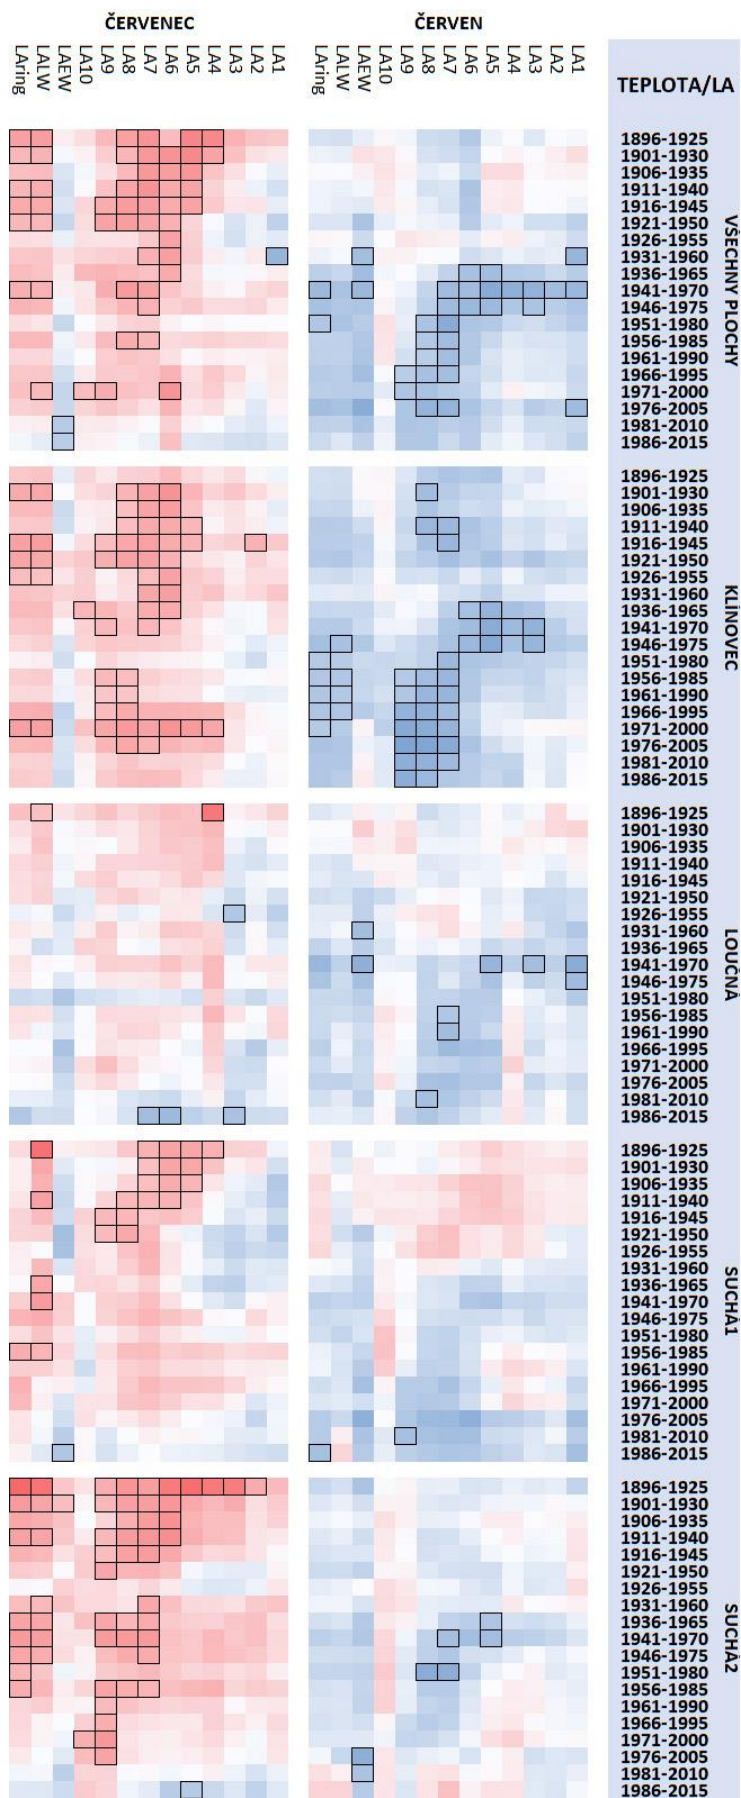 ČERVENEC
ČERVEN
LAring
LALW
LAEW
LA10
LA9
LA8
LA7
LA6
LA5
LA4
LA3
LA2
LA1
LAring
LALW
LAEW
LA10
LA9
LA8
LA7
LA6
LA5
LA4
LA3
LA2
LA1
TEPLOTA/LA
VŠECHNY PLOCHY
1896-1925
1901-1930
1906-1935
1911-1940
1916-1945
1921-1950
1926-1955
1931-1960
1936-1965
1941-1970
1946-1975
1951-1980
1956-1985
1961-1990
1966-1995
1971-2000
1976-2005
1981-2010
1986-2015
KLÍNOVEC
1896-1925
1901-1930
1906-1935
1911-1940
1916-1945
1921-1950
1926-1955
1931-1960
1936-1965
1941-1970
1946-1975
1951-1980
1956-1985
1961-1990
1966-1995
1971-2000
1976-2005
1981-2010
1986-2015
LOUČNÁ
1896-1925
1901-1930
1906-1935
1911-1940
1916-1945
1921-1950
1926-1955
1931-1960
1936-1965
1941-1970
1946-1975
1951-1980
1956-1985
1961-1990
1966-1995
1971-2000
1976-2005
1981-2010
1986-2015
SUCHÁ1
1896-1925
1901-1930
1906-1935
1911-1940
1916-1945
1921-1950
1926-1955
1931-1960
1936-1965
1941-1970
1946-1975
1951-1980
1956-1985
1961-1990
1966-1995
1971-2000
1976-2005
1981-2010
1986-2015
SUCHÁ2
1896-1925
1901-1930
1906-1935
1911-1940
1916-1945
1921-1950
1926-1955
1931-1960
1936-1965
1941-1970
1946-1975
1951-1980
1956-1985
1961-1990
1966-1995
1971-2000
1976-2005
1981-2010
1986-2015